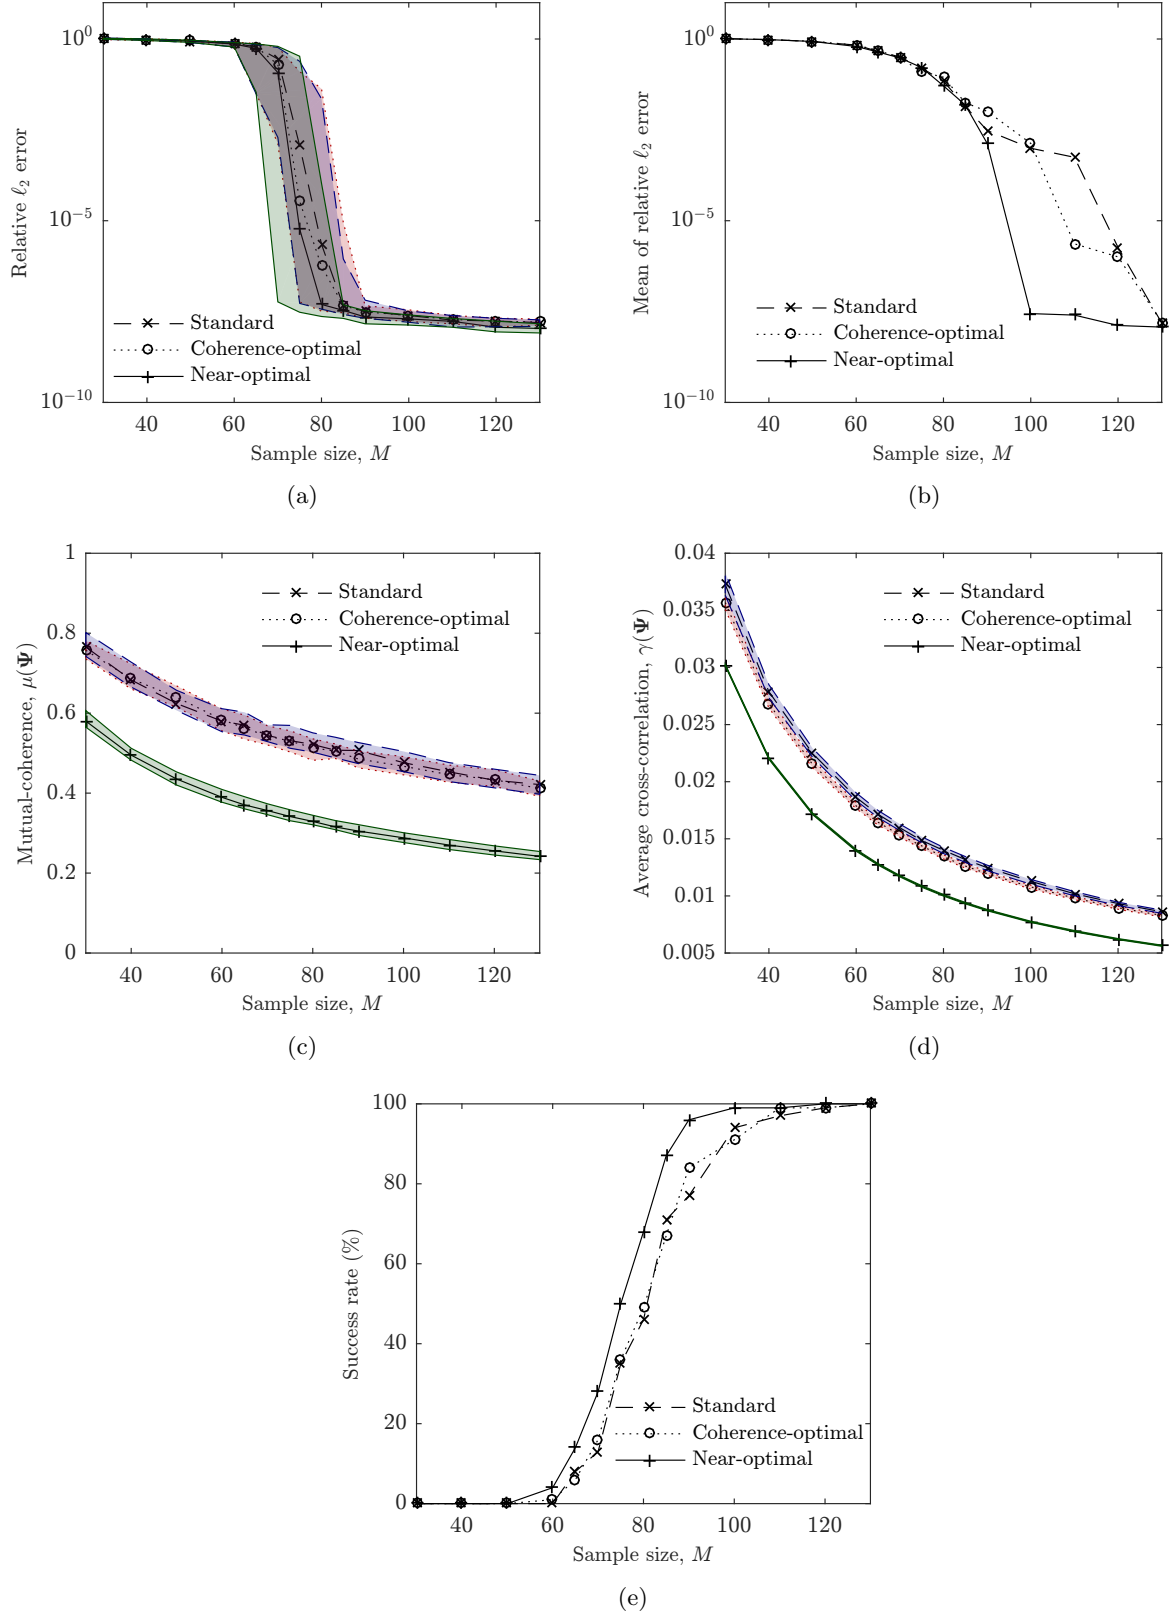 10^0
10^{-5}
10^{-10}
Relative ℓ_2 error
Standard
Coherence-optimal
Near-optimal
40 60 80 100 120
Sample size, M
(a)
10^0
10^{-5}
10^{-10}
Mean of relative ℓ_2 error
Standard
Coherence-optimal
Near-optimal
40 60 80 100 120
Sample size, M
(b)
1
0.8
0.6
0.4
0.2
0
Mutual-coherence, μ(Ψ)
Standard
Coherence-optimal
Near-optimal
40 60 80 100 120
Sample size, M
(c)
0.04
0.035
0.03
0.025
0.02
0.015
0.01
0.005
Average cross-correlation, γ(Ψ)
Standard
Coherence-optimal
Near-optimal
40 60 80 100 120
Sample size, M
(d)
100
80
60
40
20
0
Success rate (%)
Standard
Coherence-optimal
Near-optimal
40 60 80 100 120
Sample size, M
(e)